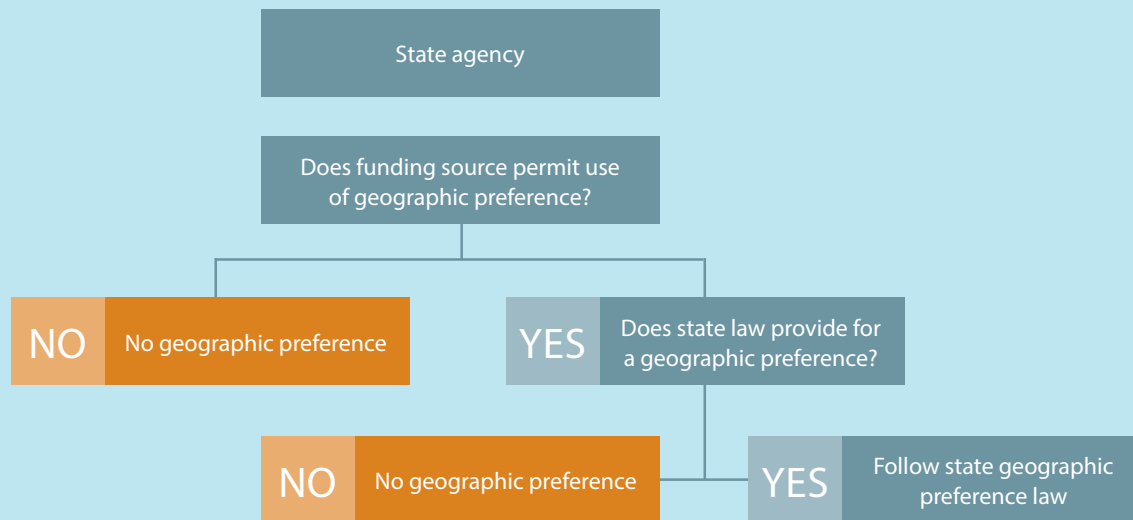 State agency
Does funding source permit use
of geographic preference?
NO
No geographic preference
YES
Does state law provide for
a geographic preference?
NO
No geographic preference
YES
Follow state geographic
preference law